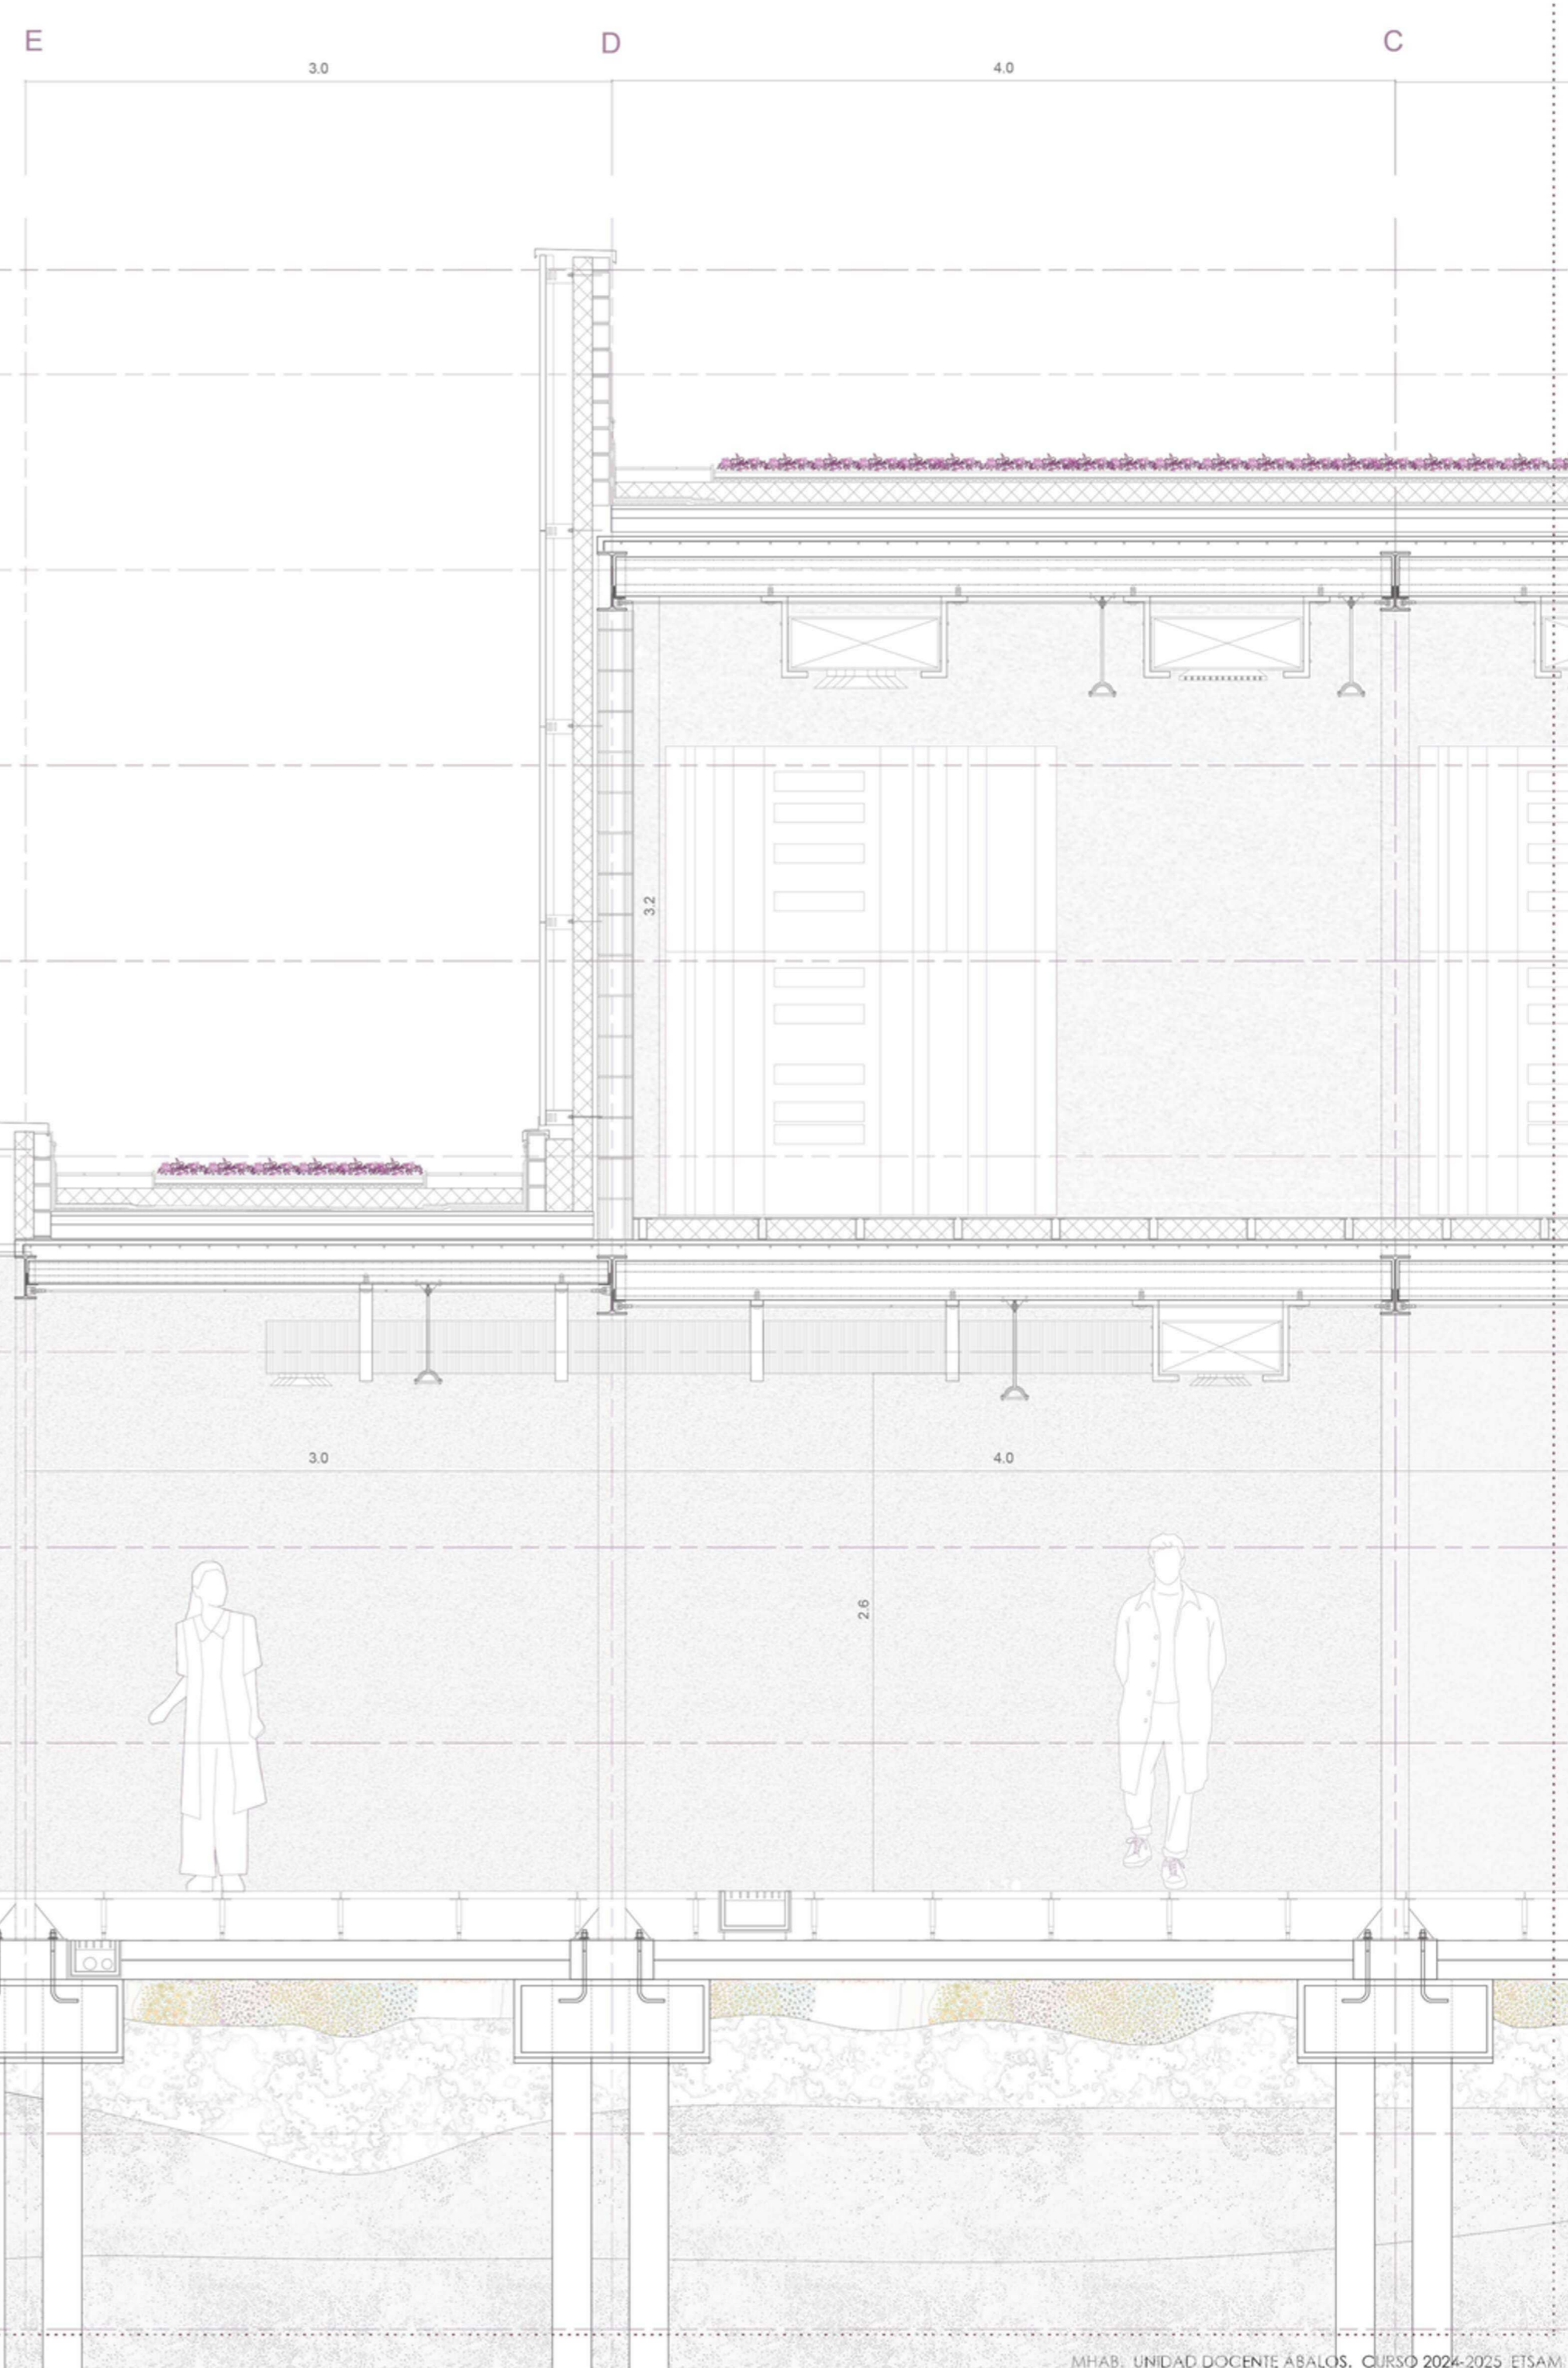 E D C
3.0 4.0
3.2
3.0 4.0
2.6
MHAB. UNIDAD DOCENTE ÁBALOS. CURSO 2024-2025 ETSAM